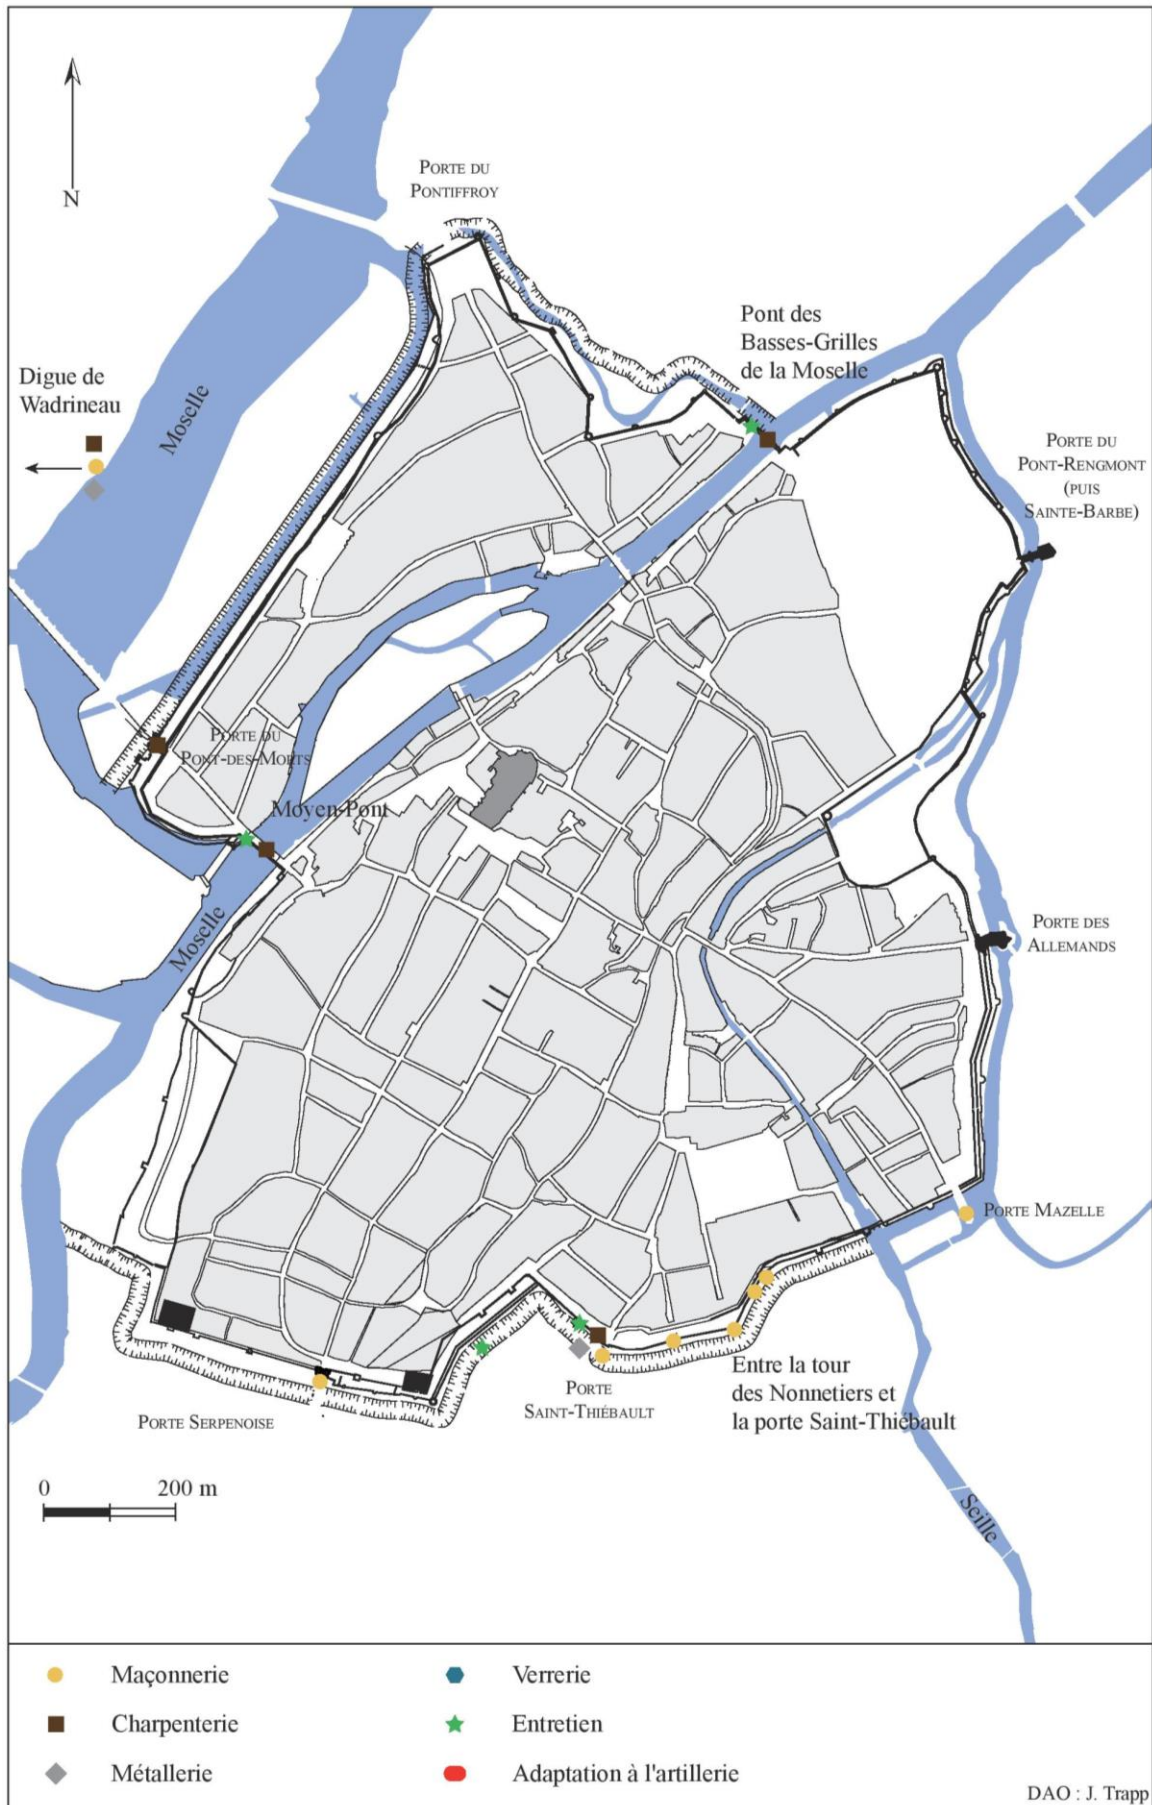 PORTE DU
PONTIFFROY
N
Pont des
Basses-Grilles
de la Moselle
Digue de
Wadrineau
Moselle
PORTE DU
PONT-RENGMONT
(PUIS
SAINTE-BARBE)
PORTE DU
PONT-DES-MORTS
Moyen-Pont
Moselle
PORTE DES
ALLEMANDS
PORTE MAZELLE
Entre la tour
des Nonnetiers et
la porte Saint-Thiébault
PORTE
SAINT-THIÉBAULT
PORTE SERPENOISE
0 200 m
Seille
Maçonnerie
Charpenterie
Métallerie
Verrerie
Entretien
Adaptation à l'artillerie
DAO : J. Trapp